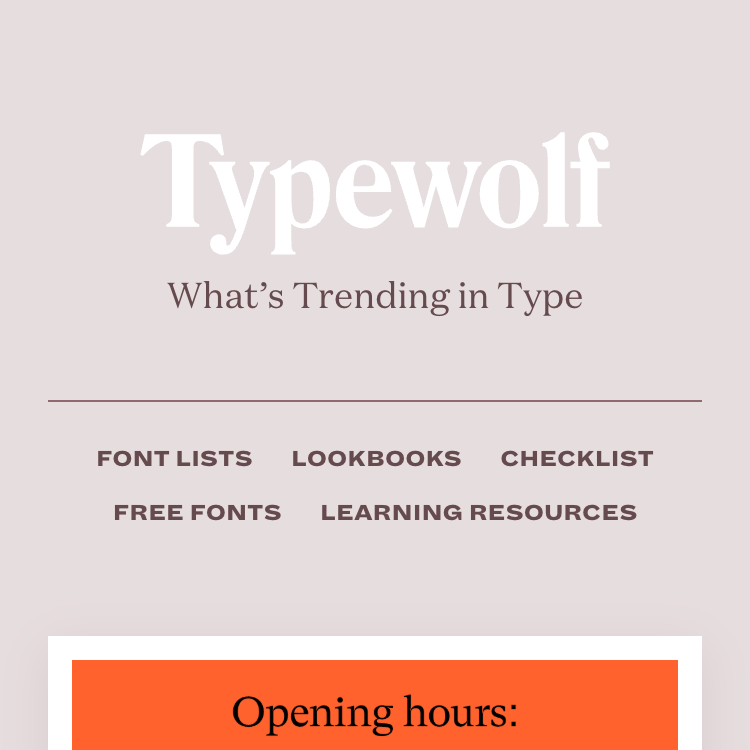 Typewolf
What’s Trending in Type
FONT LISTS LOOKBOOKS CHECKLIST
FREE FONTS LEARNING RESOURCES
Opening hours: